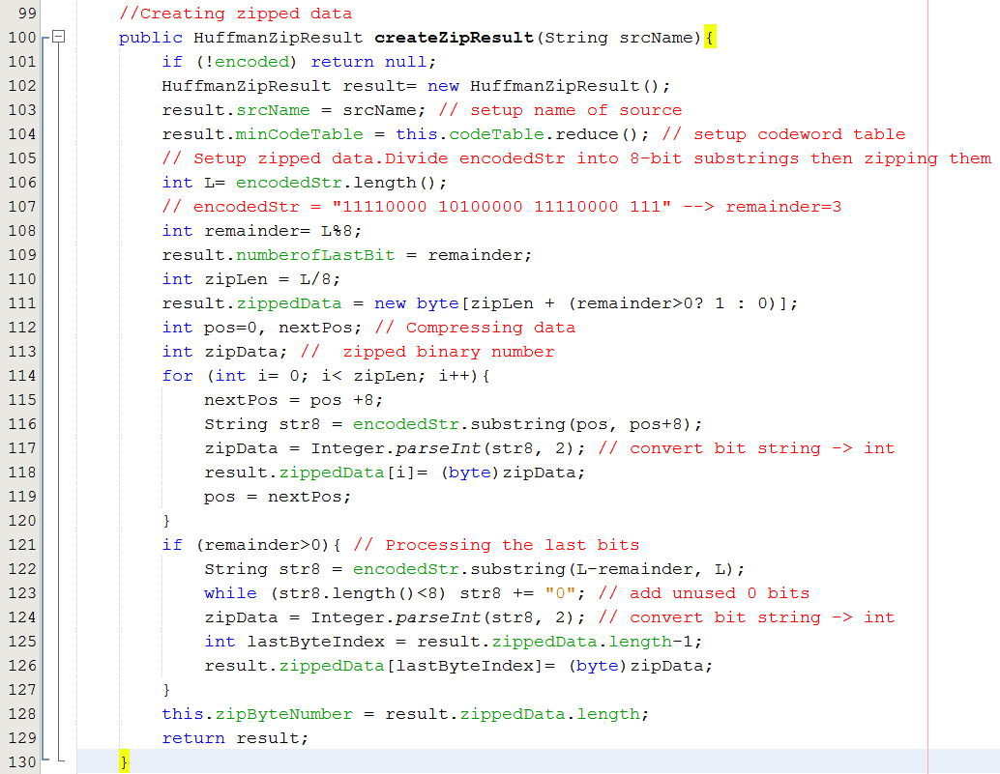 99 //Creating zipped data
100 public HuffmanZipResult createZipResult(String srcName){
101 if (!encoded) return null;
102 HuffmanZipResult result= new HuffmanZipResult();
103 result.srcName = srcName; // setup name of source
104 result.minCodeTable = this.codeTable.reduce(); // setup codeword table
105 // Setup zipped data.Divide encodedStr into 8-bit substrings then zipping them
106 int L= encodedStr.length();
107 // encodedStr = "11110000 10100000 11110000 111" --> remainder=3
108 int remainder= L%8;
109 result.numberofLastBit = remainder;
110 int zipLen = L/8;
111 result.zippedData = new byte[zipLen + (remainder>0? 1 : 0)];
112 int pos=0, nextPos; // Compressing data
113 int zipData; //  zipped binary number
114 for (int i= 0; i< zipLen; i++){
115 nextPos = pos +8;
116 String str8 = encodedStr.substring(pos, pos+8);
117 zipData = Integer.parseInt(str8, 2); // convert bit string -> int
118 result.zippedData[i]= (byte)zipData;
119 pos = nextPos;
120 }
121 if (remainder>0){ // Processing the last bits
122 String str8 = encodedStr.substring(L-remainder, L);
123 while (str8.length()<8) str8 += "0"; // add unused 0 bits
124 zipData = Integer.parseInt(str8, 2); // convert bit string -> int
125 int lastByteIndex = result.zippedData.length-1;
126 result.zippedData[lastByteIndex]= (byte)zipData;
127 }
128 this.zipByteNumber = result.zippedData.length;
129 return result;
130 }